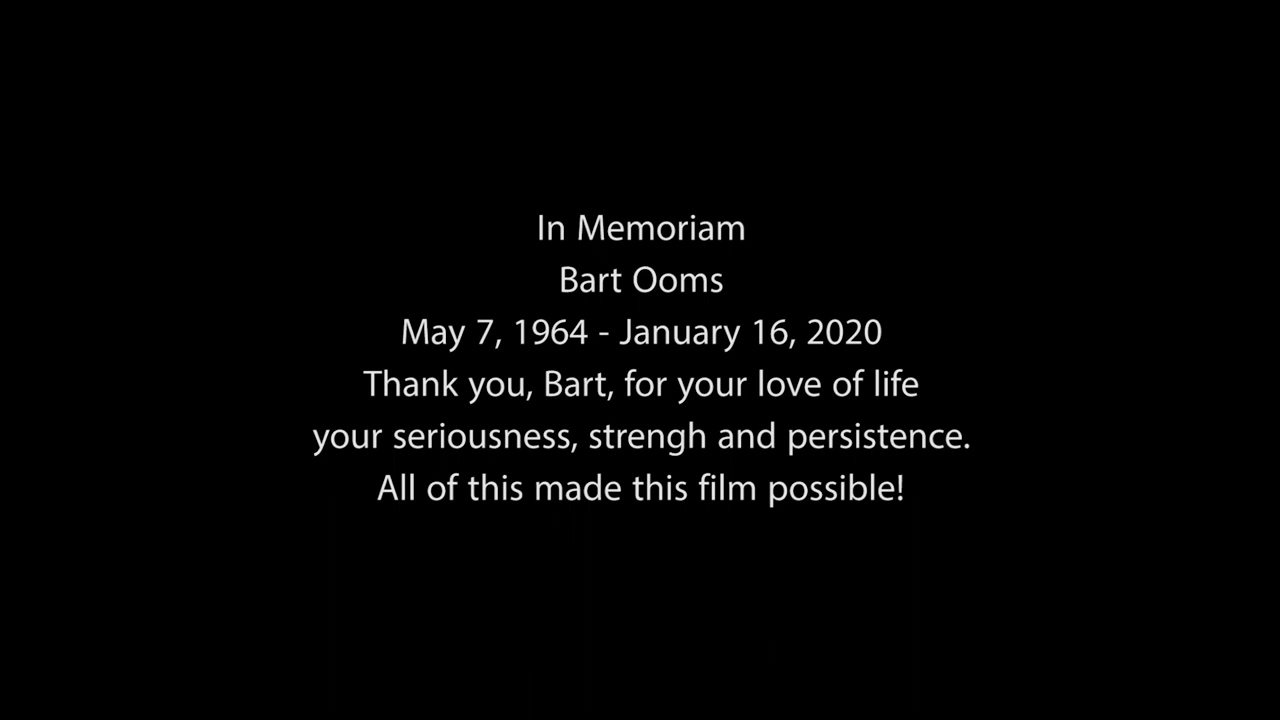 In Memoriam
Bart Ooms
May 7, 1964 - January 16, 2020
Thank you, Bart, for your love of life
your seriousness, strengh and persistence.
All of this made this film possible!